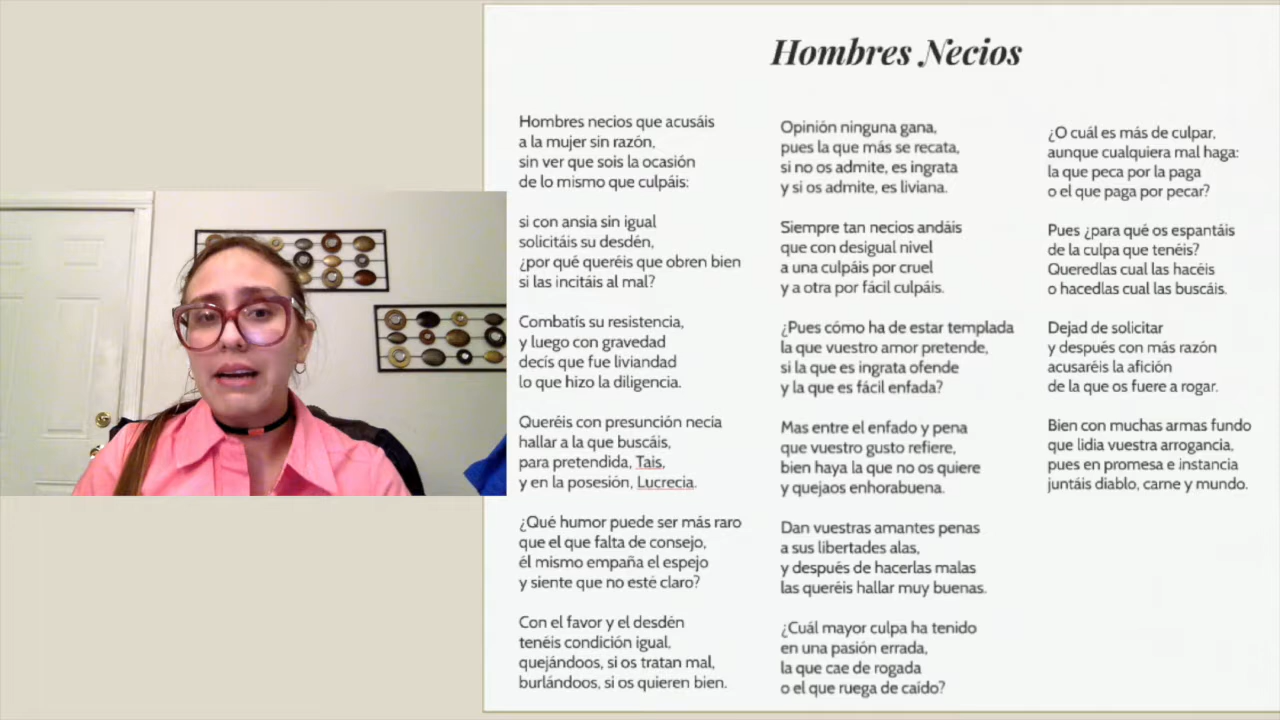 Hombres Necios
Hombres necios que acusáis
a la mujer sin razón,
sin ver que sois la ocasión
de lo mismo que culpáis:
si con ansia sin igual
solicitáis su desdén,
¿por qué queréis que obren bien
si las incitáis al mal?
Combatís su resistencia,
y luego con gravedad
decís que fue liviandad
lo que hizo la diligencia.
Queréis con presunción necia
hallar a la que buscáis,
para pretendida, Tais,
y en la posesión, Lucrecia.
¿Qué humor puede ser más raro
que el que falta de consejo,
él mismo empaña el espejo
y siente que no esté claro?
Con el favor y el desdén
tenéis condición igual,
quejándoos, si os tratan mal,
burlándoos, si os quieren bien.
Opinión ninguna gana,
pues la que más se recata,
si no os admite, es ingrata
y si os admite, es liviana.
Siempre tan necios andáis
que con desigual nivel
a una culpáis por cruel
y a otra por fácil culpáis.
¿Pues cómo ha de estar templada
la que vuestro amor pretende,
si la que es ingrata ofende
y la que es fácil enfada?
Mas entre el enfado y pena
que vuestro gusto refiere,
bien haya la que no os quiere
y quejaos enhorabuena.
Dan vuestras amantes penas
a sus libertades alas,
y después de hacerlas malas
las queréis hallar muy buenas.
¿Cuál mayor culpa ha tenido
en una pasión errada,
la que cae de rogada
o el que ruega de caído?
¿O cuál es más de culpar,
aunque cualquiera mal haga:
la que peca por la paga
o el que paga por pecar?
Pues ¿para qué os espantáis
de la culpa que tenéis?
Queredlas cual las hacéis
o hacedlas cual las buscáis.
Dejad de solicitar
y después con más razón
acusaréis la afición
de la que os fuere a rogar.
Bien con muchas armas fundo
que lidia vuestra arrogancia,
pues en promesa e instancia
juntáis diablo, carne y mundo.